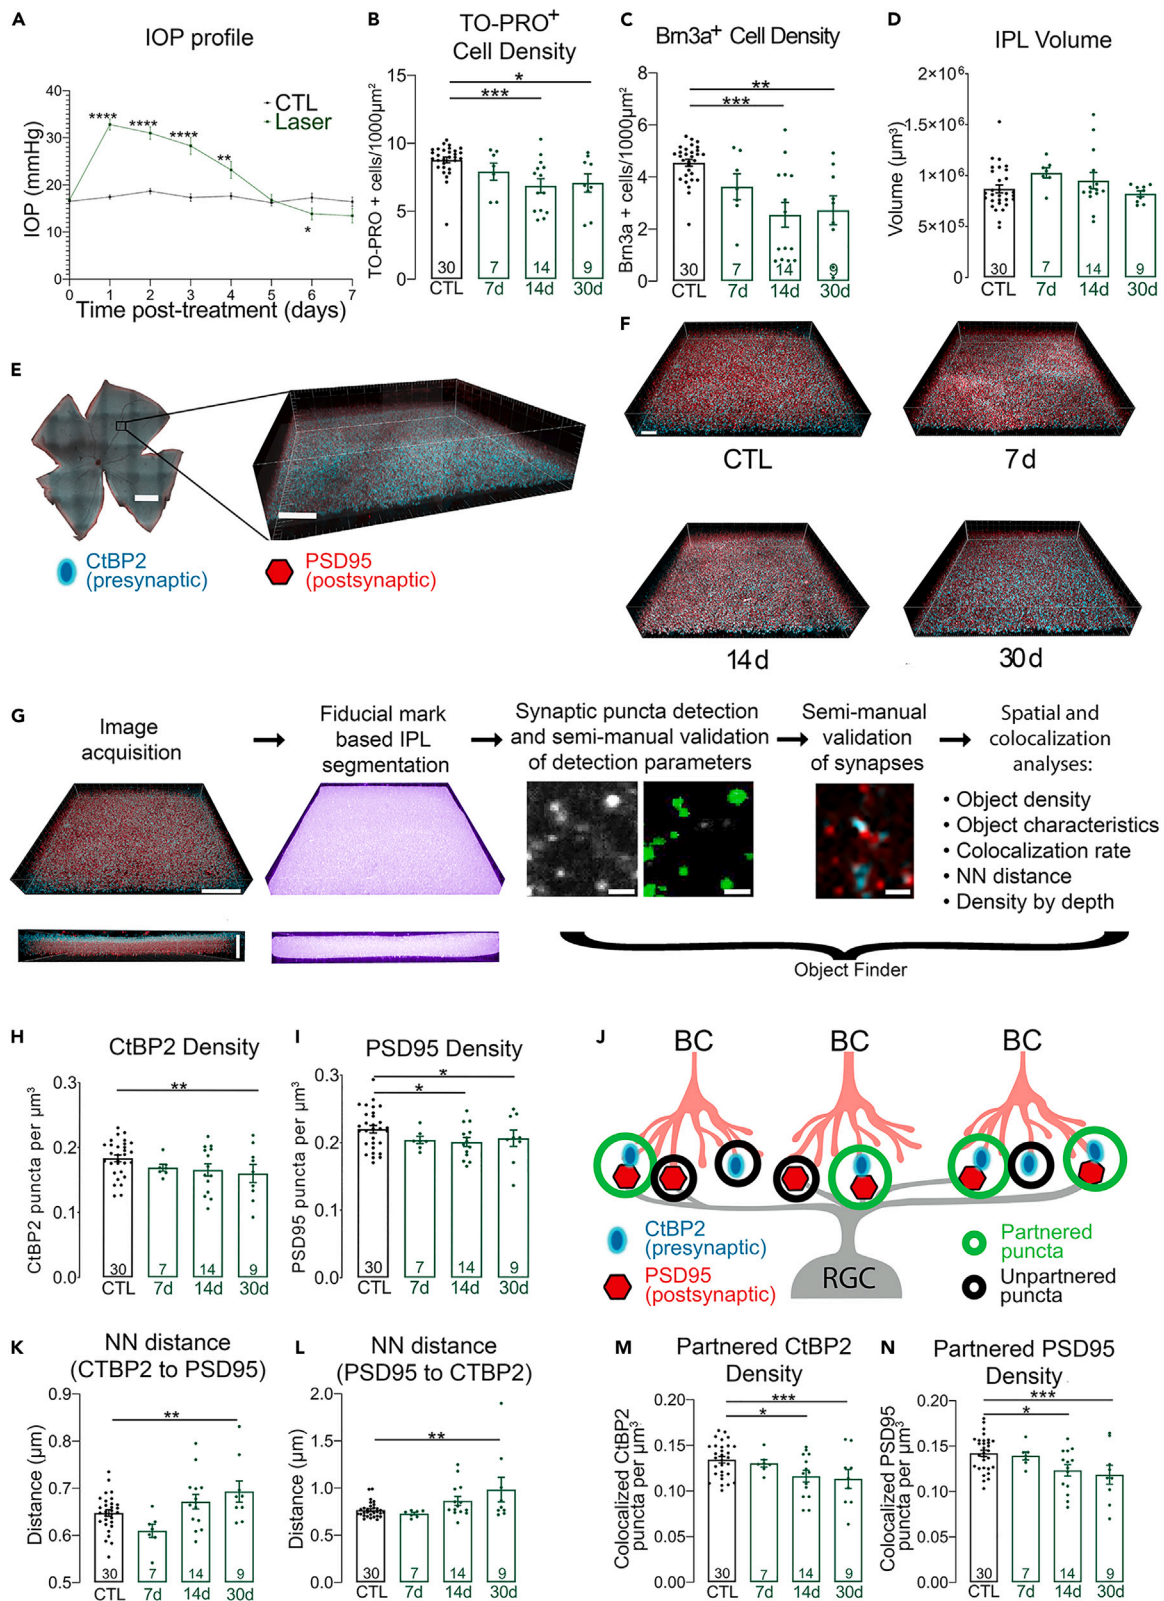 A
IOP profile
IOP (mmHg)
40
30
20
10
0
****
****
****
**
*
CTL
Laser
0 1 2 3 4 5 6 7
Time post-treatment (days)
B
TO-PRO+
Cell Density
TO-PRO + cells/1000µm²
15
10
5
0
*
***
30 7 14 9
CTL 7d 14d 30d
C
Brn3a+ Cell Density
Brn3a + cells/1000µm²
8
6
4
2
0
**
***
30 7 14 9
CTL 7d 14d 30d
D
IPL Volume
Volume (µm³)
2×10⁶
1.5×10⁶
1×10⁶
5×10⁵
0
30 7 14 9
CTL 7d 14d 30d
E
CtBP2
(presynaptic)
PSD95
(postsynaptic)
F
CTL
7d
14d
30d
G
Image
acquisition
Fiducial mark
based IPL
segmentation
Synaptic puncta detection
and semi-manual validation
of detection parameters
Semi-manual
validation
of synapses
Spatial and
colocalization
analyses:
• Object density
• Object characteristics
• Colocalization rate
• NN distance
• Density by depth
Object Finder
H
CtBP2 Density
CtBP2 puncta per µm³
0.3
0.2
0.1
0.0
**
30 7 14 9
CTL 7d 14d 30d
I
PSD95 Density
PSD95 puncta per µm³
0.3
0.2
0.1
0.0
*
*
30 7 14 9
CTL 7d 14d 30d
J
BC BC BC
RGC
CtBP2
(presynaptic)
PSD95
(postsynaptic)
Partnered
puncta
Unpartnered
puncta
K
NN distance
(CTBP2 to PSD95)
Distance (µm)
0.9
0.8
0.7
0.6
0.5
**
30 7 14 9
CTL 7d 14d 30d
L
NN distance
(PSD95 to CTBP2)
Distance (µm)
2.0
1.5
1.0
0.5
0.0
**
30 7 14 9
CTL 7d 14d 30d
M
Partnered CtBP2
Density
Colocalized CtBP2
puncta per µm³
0.20
0.15
0.10
0.05
0.00
***
*
30 7 14 9
CTL 7d 14d 30d
N
Partnered PSD95
Density
Colocalized PSD95
puncta per µm³
0.20
0.15
0.10
0.05
0.00
***
*
30 7 14 9
CTL 7d 14d 30d